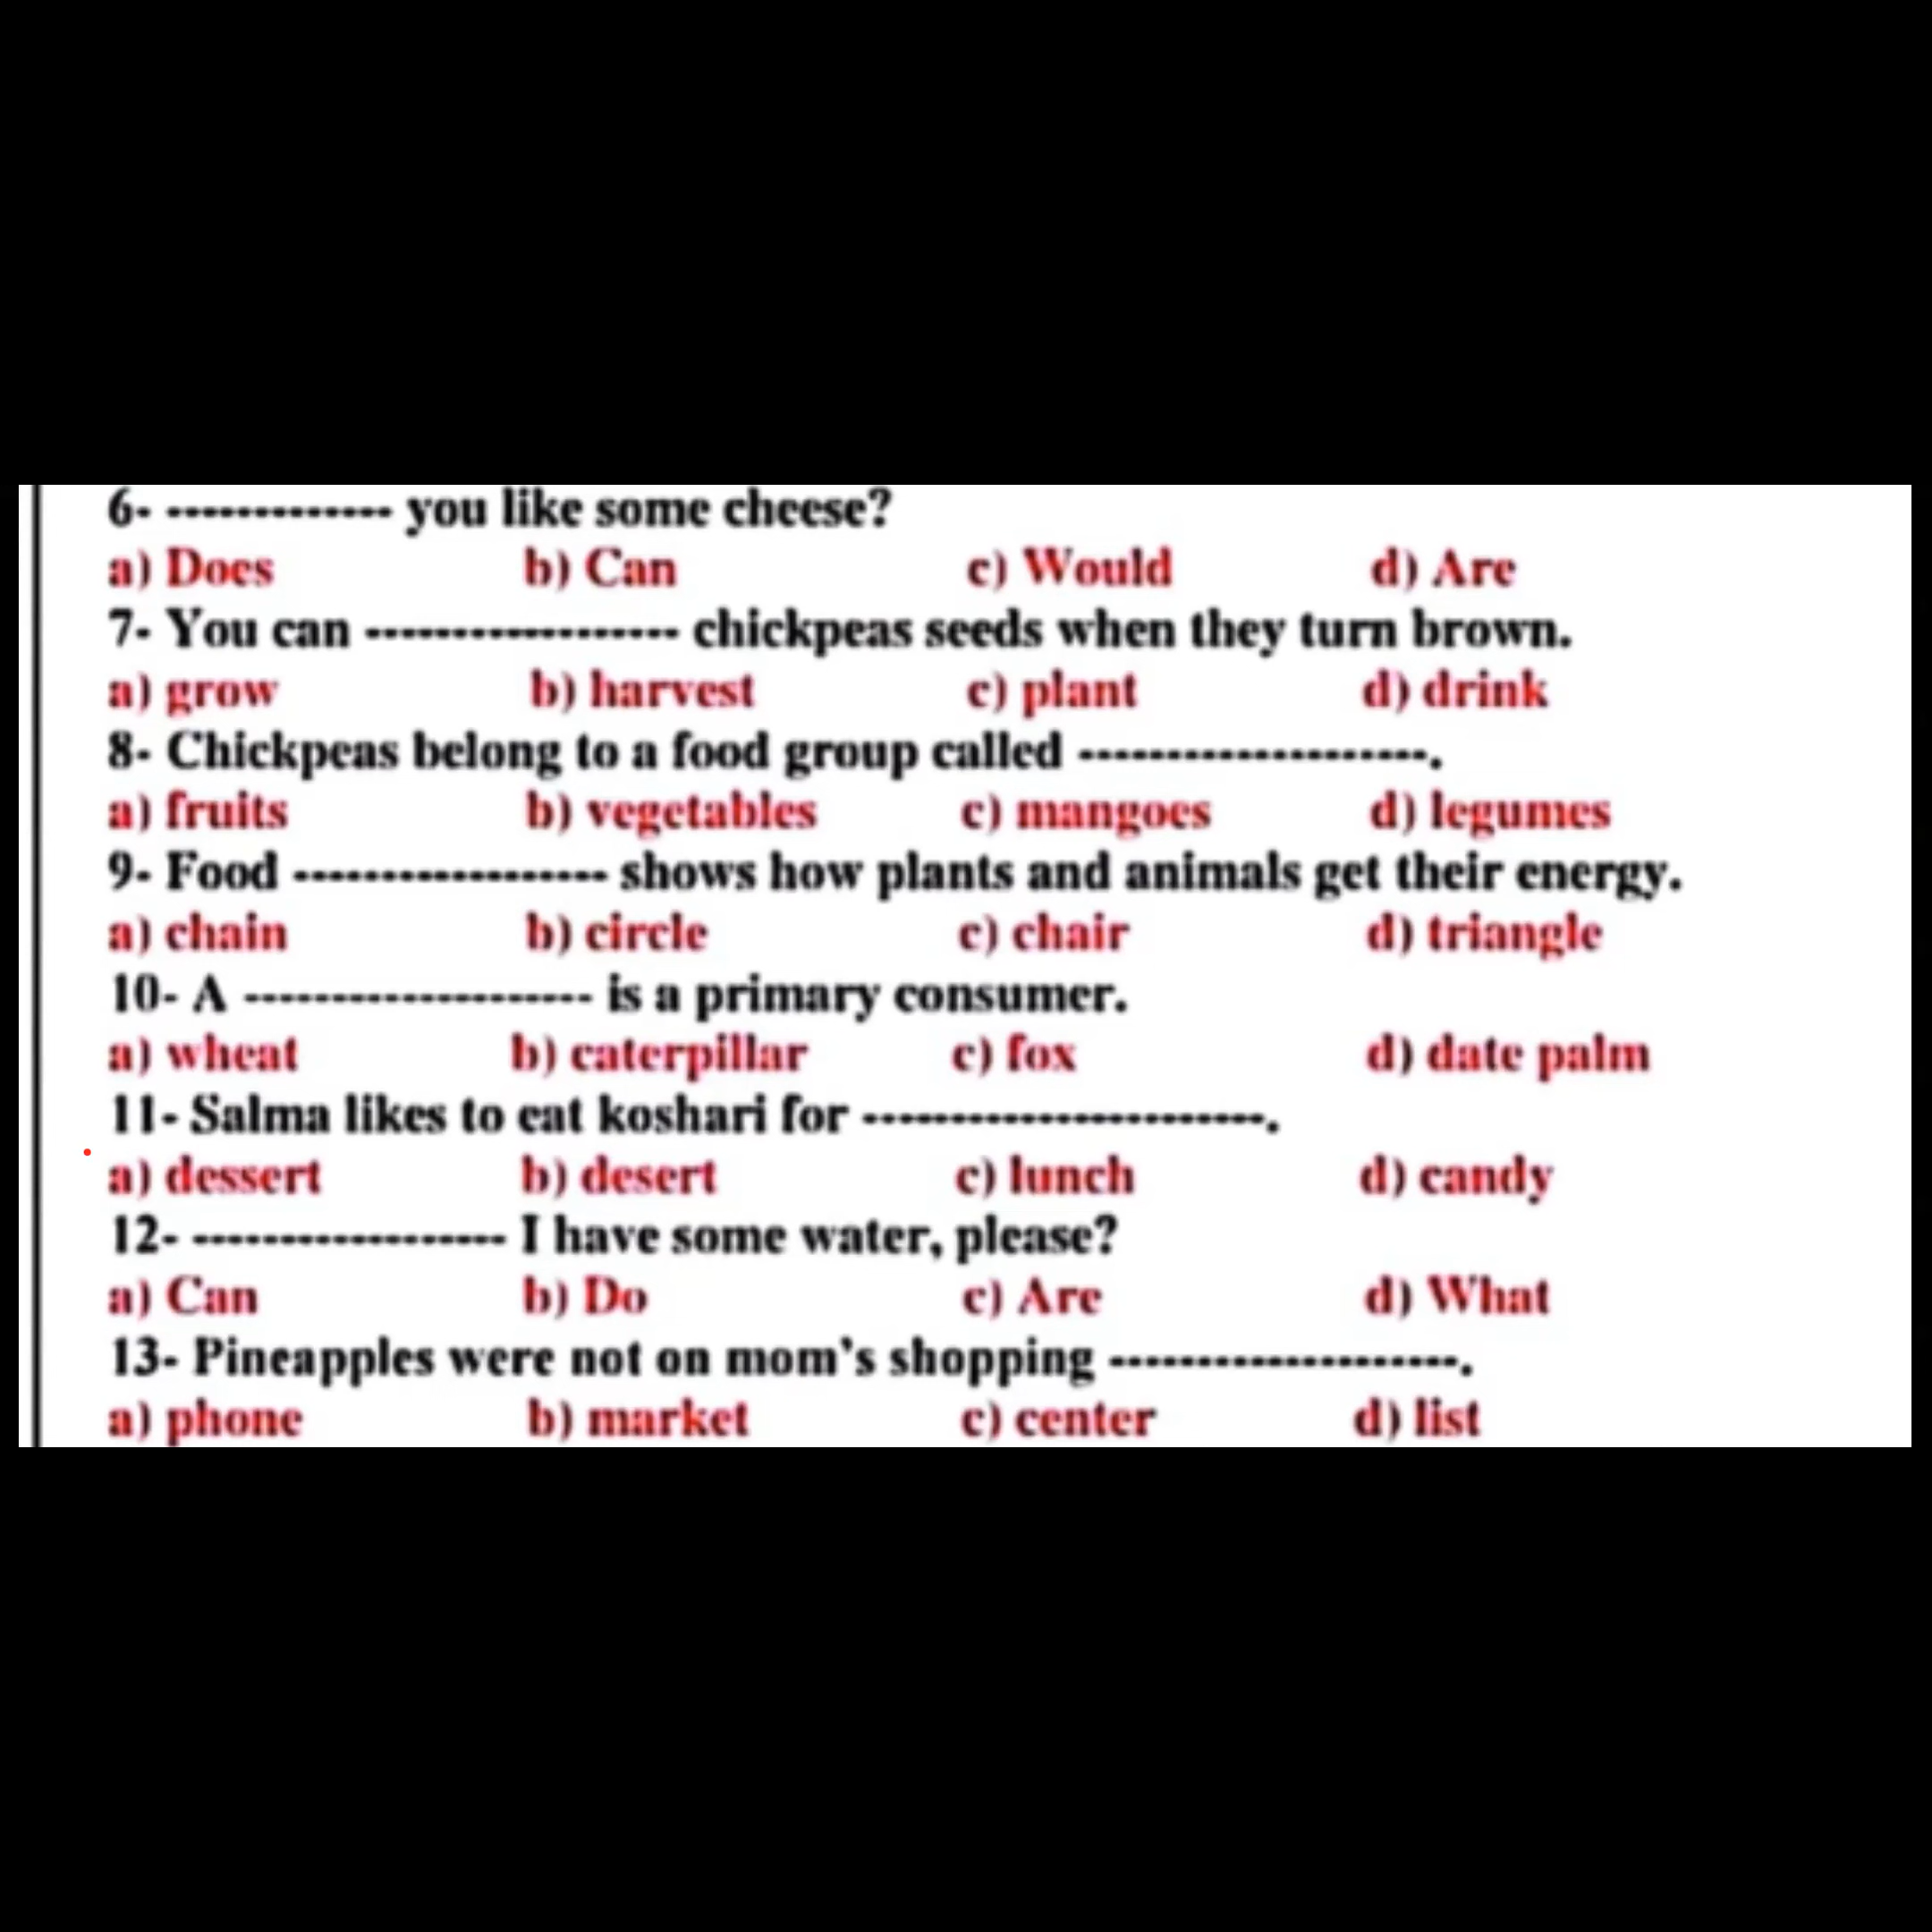 6- ------------- you like some cheese?
a) Does b) Can c) Would d) Are
7- You can ------------------ chickpeas seeds when they turn brown.
a) grow b) harvest c) plant d) drink
8- Chickpeas belong to a food group called --------------------.
a) fruits b) vegetables c) mangoes d) legumes
9- Food ------------------ shows how plants and animals get their energy.
a) chain b) circle c) chair d) triangle
10- A -------------------- is a primary consumer.
a) wheat b) caterpillar c) fox d) date palm
11- Salma likes to eat koshari for -----------------------.
a) dessert b) desert c) lunch d) candy
12- ------------------ I have some water, please?
a) Can b) Do c) Are d) What
13- Pineapples were not on mom's shopping --------------------.
a) phone b) market c) center d) list